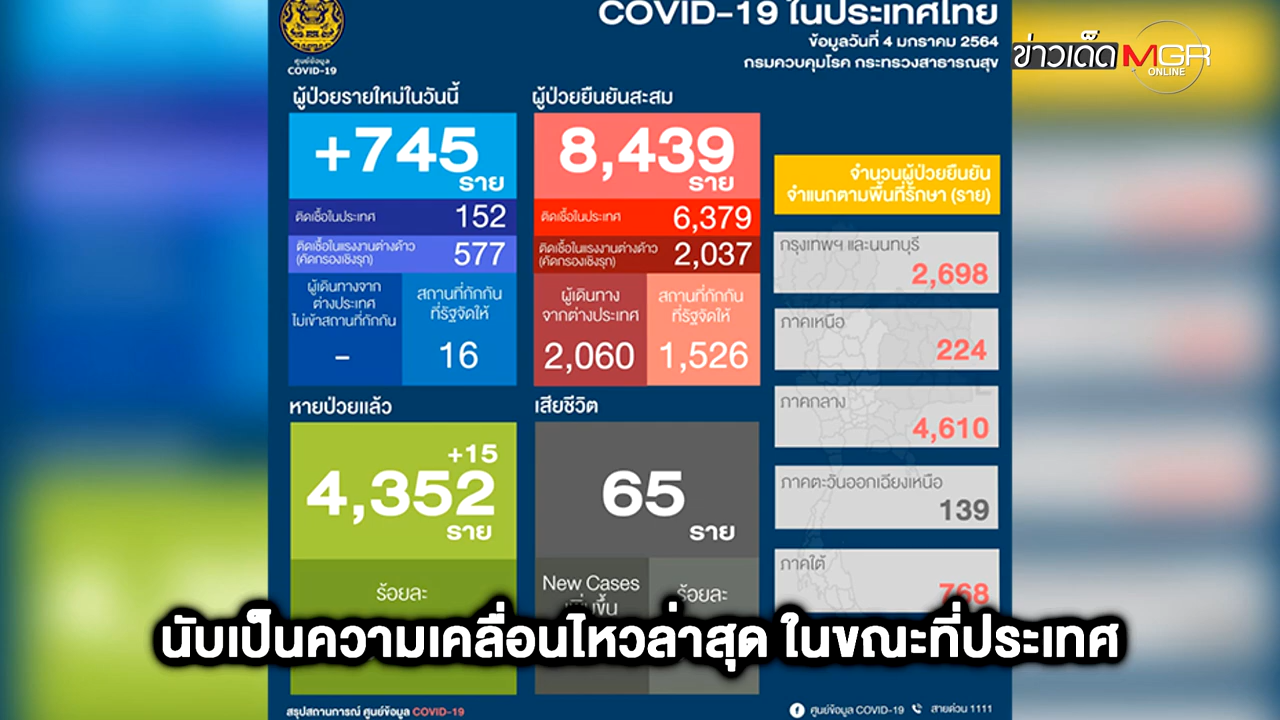 COVID-19 ในประเทศไทย
ข้อมูลวันที่ 4 มกราคม 2564
กรมควบคุมโรค กระทรวงสาธารณสุข
ศูนย์ข้อมูล
COVID-19
ข่าวเด็ด MGR
ONLINE
ผู้ป่วยรายใหม่ในวันนี้
+745
ราย
ติดเชื้อในประเทศ 152
ติดเชื้อในแรงงานต่างด้าว
(คัดกรองเชิงรุก) 577
ผู้เดินทางจาก
ต่างประเทศ
ไม่เข้าสถานที่กักกัน
-
สถานที่กักกัน
ที่รัฐจัดให้
16
ผู้ป่วยยืนยันสะสม
8,439
ราย
ติดเชื้อในประเทศ 6,379
ติดเชื้อในแรงงานต่างด้าว
(คัดกรองเชิงรุก) 2,037
ผู้เดินทาง
จากต่างประเทศ
2,060
สถานที่กักกัน
ที่รัฐจัดให้
1,526
จำนวนผู้ป่วยยืนยัน
จำแนกตามพื้นที่รักษา (ราย)
กรุงเทพฯ และนนทบุรี
2,698
ภาคเหนือ
224
ภาคกลาง
4,610
ภาคตะวันออกเฉียงเหนือ
139
ภาคใต้
768
หายป่วยแล้ว
+15
4,352
ราย
ร้อยละ
เสียชีวิต
65
ราย
New Cases
เพิ่มขึ้น
ร้อยละ
นับเป็นความเคลื่อนไหวล่าสุด ในขณะที่ประเทศ
สรุปสถานการณ์ ศูนย์ข้อมูล COVID-19
ศูนย์ข้อมูล COVID-19 สายด่วน 1111